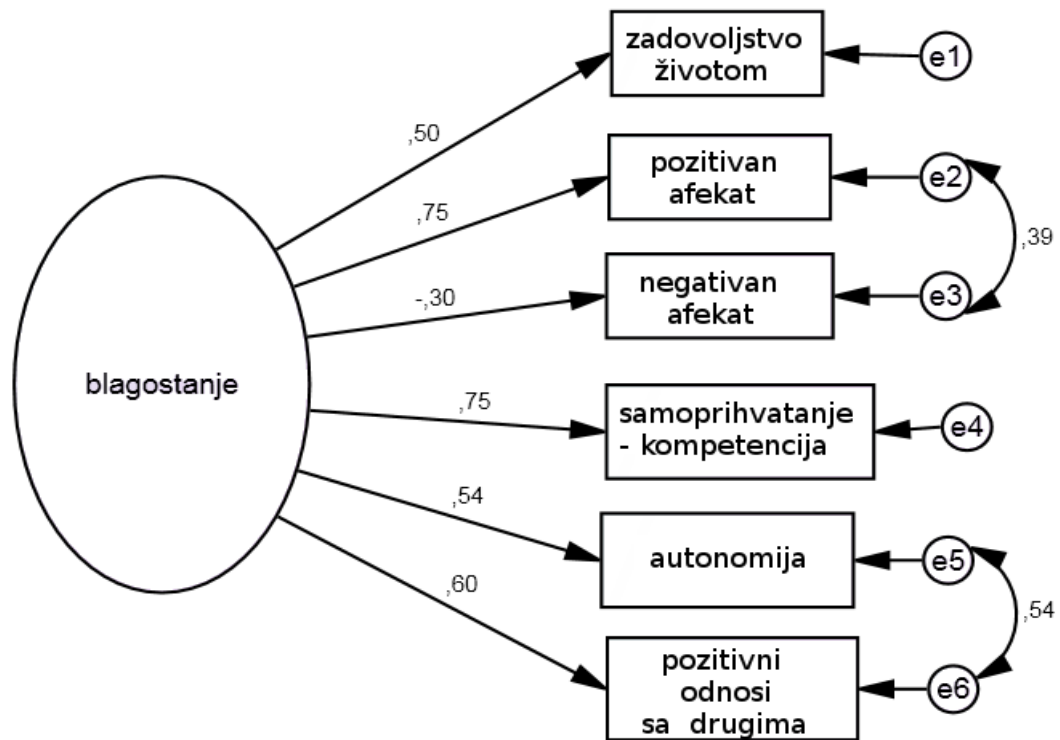 zadovoljstvo
životom
e1
,50
pozitivan
afekat
e2
,75
,39
negativan
afekat
e3
-,30
blagostanje
samoprihvatanje
- kompetencija
e4
,75
,54
autonomija
e5
,60
,54
pozitivni
odnosi
sa drugima
e6